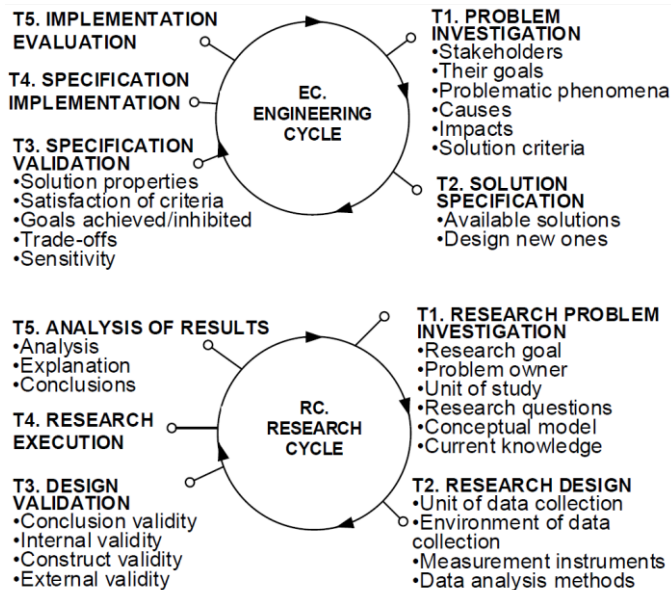 T5. IMPLEMENTATION
EVALUATION
T4. SPECIFICATION
IMPLEMENTATION
T3. SPECIFICATION
VALIDATION
•Solution properties
•Satisfaction of criteria
•Goals achieved/inhibited
•Trade-offs
•Sensitivity
EC.
ENGINEERING
CYCLE
T1. PROBLEM
INVESTIGATION
•Stakeholders
•Their goals
•Problematic phenomena
•Causes
•Impacts
•Solution criteria
T2. SOLUTION
SPECIFICATION
•Available solutions
•Design new ones
T5. ANALYSIS OF RESULTS
•Analysis
•Explanation
•Conclusions
T4. RESEARCH
EXECUTION
T3. DESIGN
VALIDATION
•Conclusion validity
•Internal validity
•Construct validity
•External validity
RC.
RESEARCH
CYCLE
T1. RESEARCH PROBLEM
INVESTIGATION
•Research goal
•Problem owner
•Unit of study
•Research questions
•Conceptual model
•Current knowledge
T2. RESEARCH DESIGN
•Unit of data collection
•Environment of data
collection
•Measurement instruments
•Data analysis methods